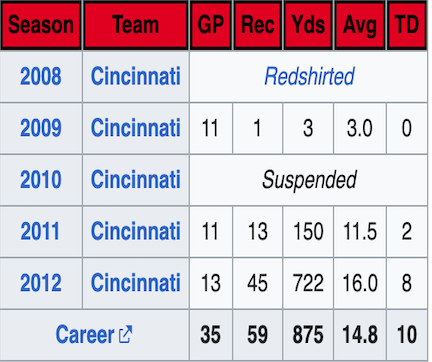 Season Team GP Rec Yds Avg TD
2008 Cincinnati Redshirted
2009 Cincinnati 11 1 3 3.0 0
2010 Cincinnati Suspended
2011 Cincinnati 11 13 150 11.5 2
2012 Cincinnati 13 45 722 16.0 8
Career 35 59 875 14.8 10